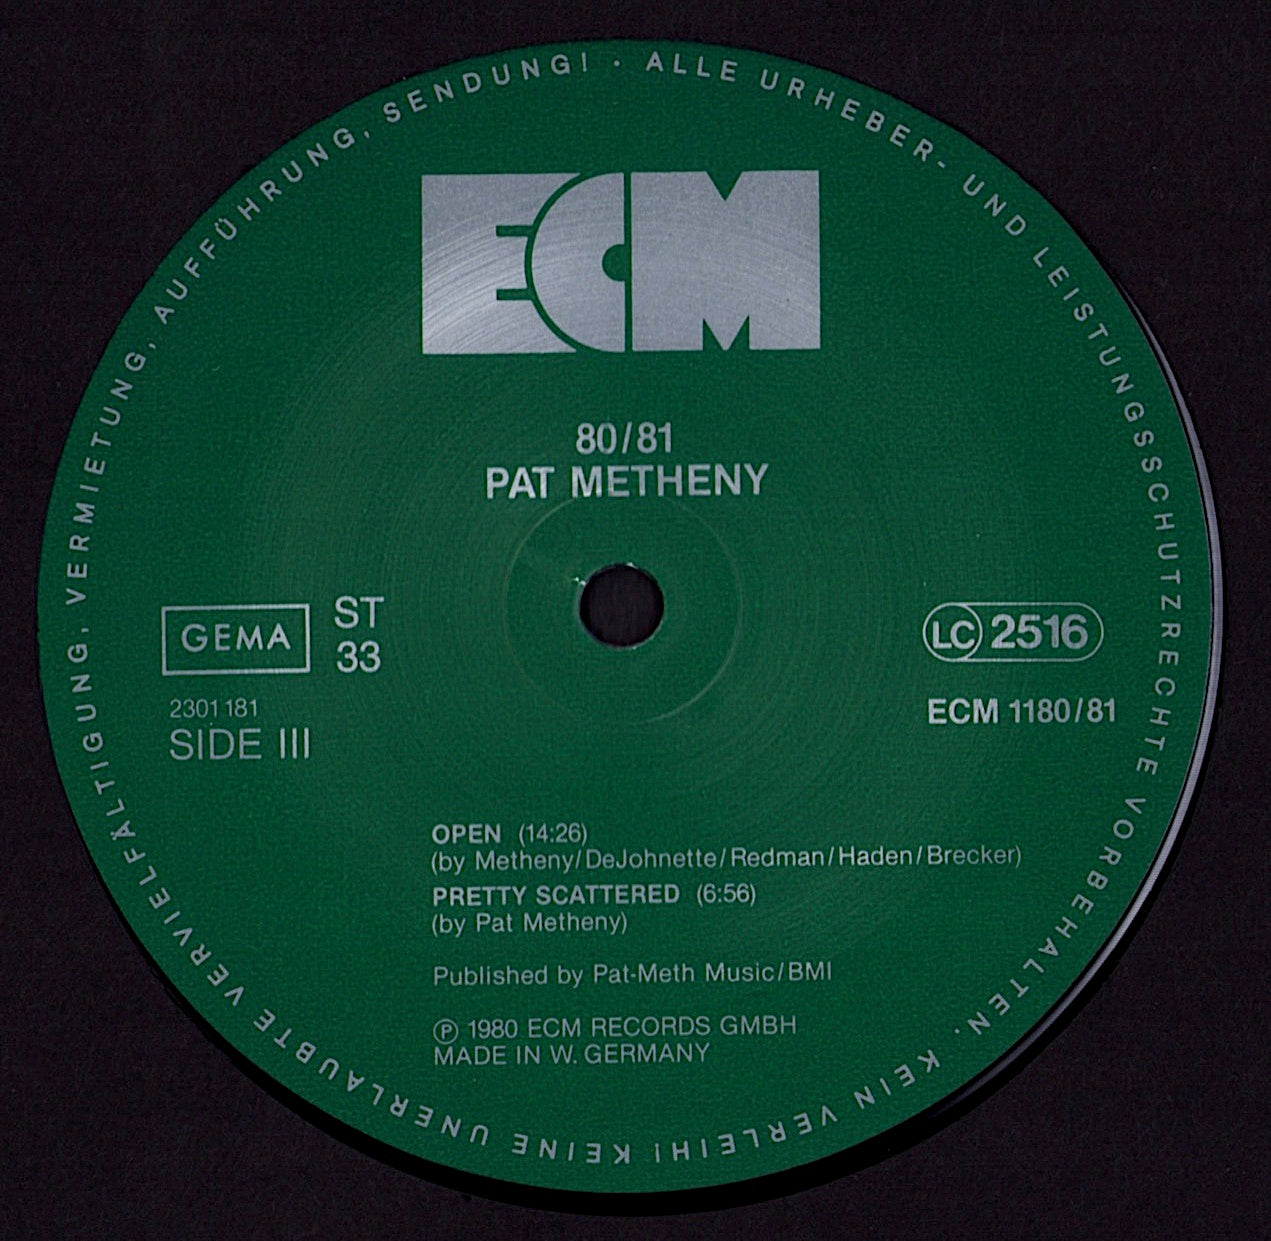 ALLE URHEBER- UND LEISTUNGSSCHUTZRECHTE VORBEHALTEN. KEIN VERLEIH! KEINE UNERLAUBTE VERVIELFÄLTIGUNG, VERMIETUNG, AUFFÜHRUNG, SENDUNG! ·
ECM
80/81
PAT METHENY
GEMA
ST
33
2301 181
SIDE III
LC 2516
ECM 1180/81
OPEN (14:26)
(by Metheny/DeJohnette/Redman/Haden/Brecker)
PRETTY SCATTERED (6:56)
(by Pat Metheny)
Published by Pat-Meth Music/BMI
Ⓟ 1980 ECM RECORDS GMBH
MADE IN W. GERMANY